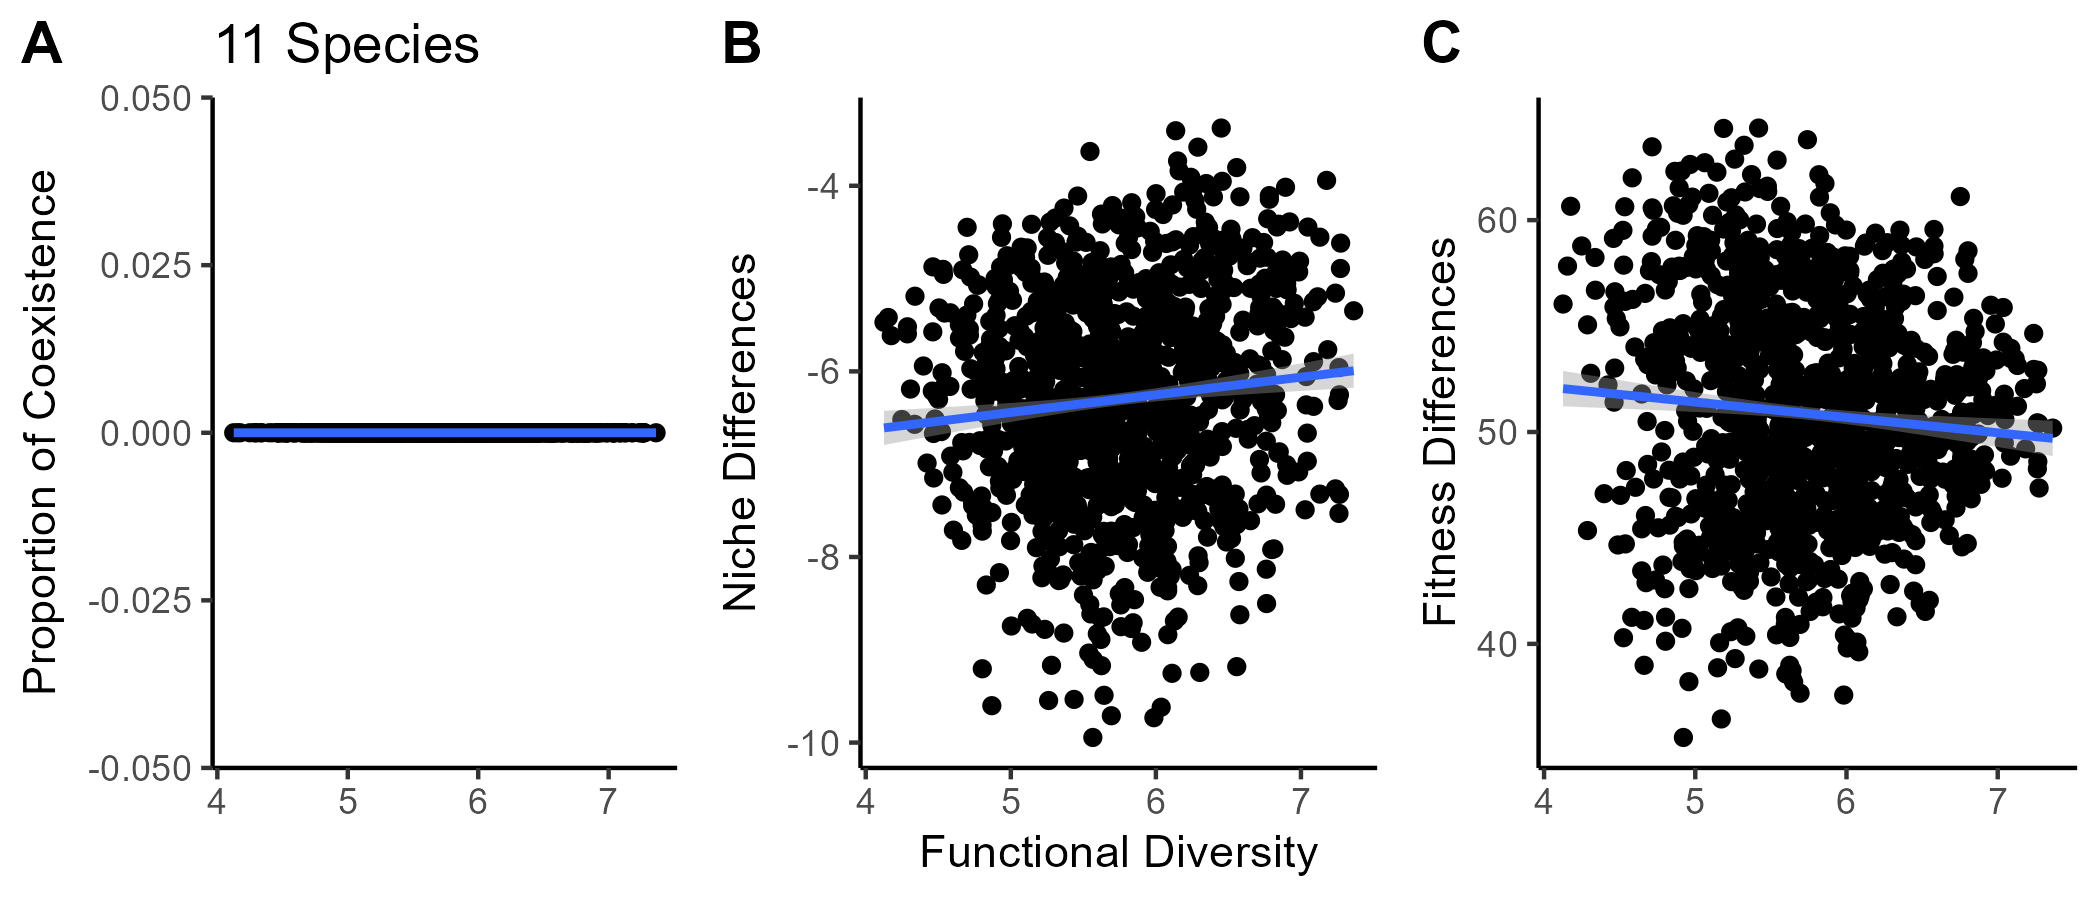 A
11 Species
B
C
Proportion of Coexistence
0.050
0.025
0.000
-0.025
-0.050
4 5 6 7
Niche Differences
-4
-6
-8
-10
4 5 6 7
Fitness Differences
60
50
40
4 5 6 7
Functional Diversity